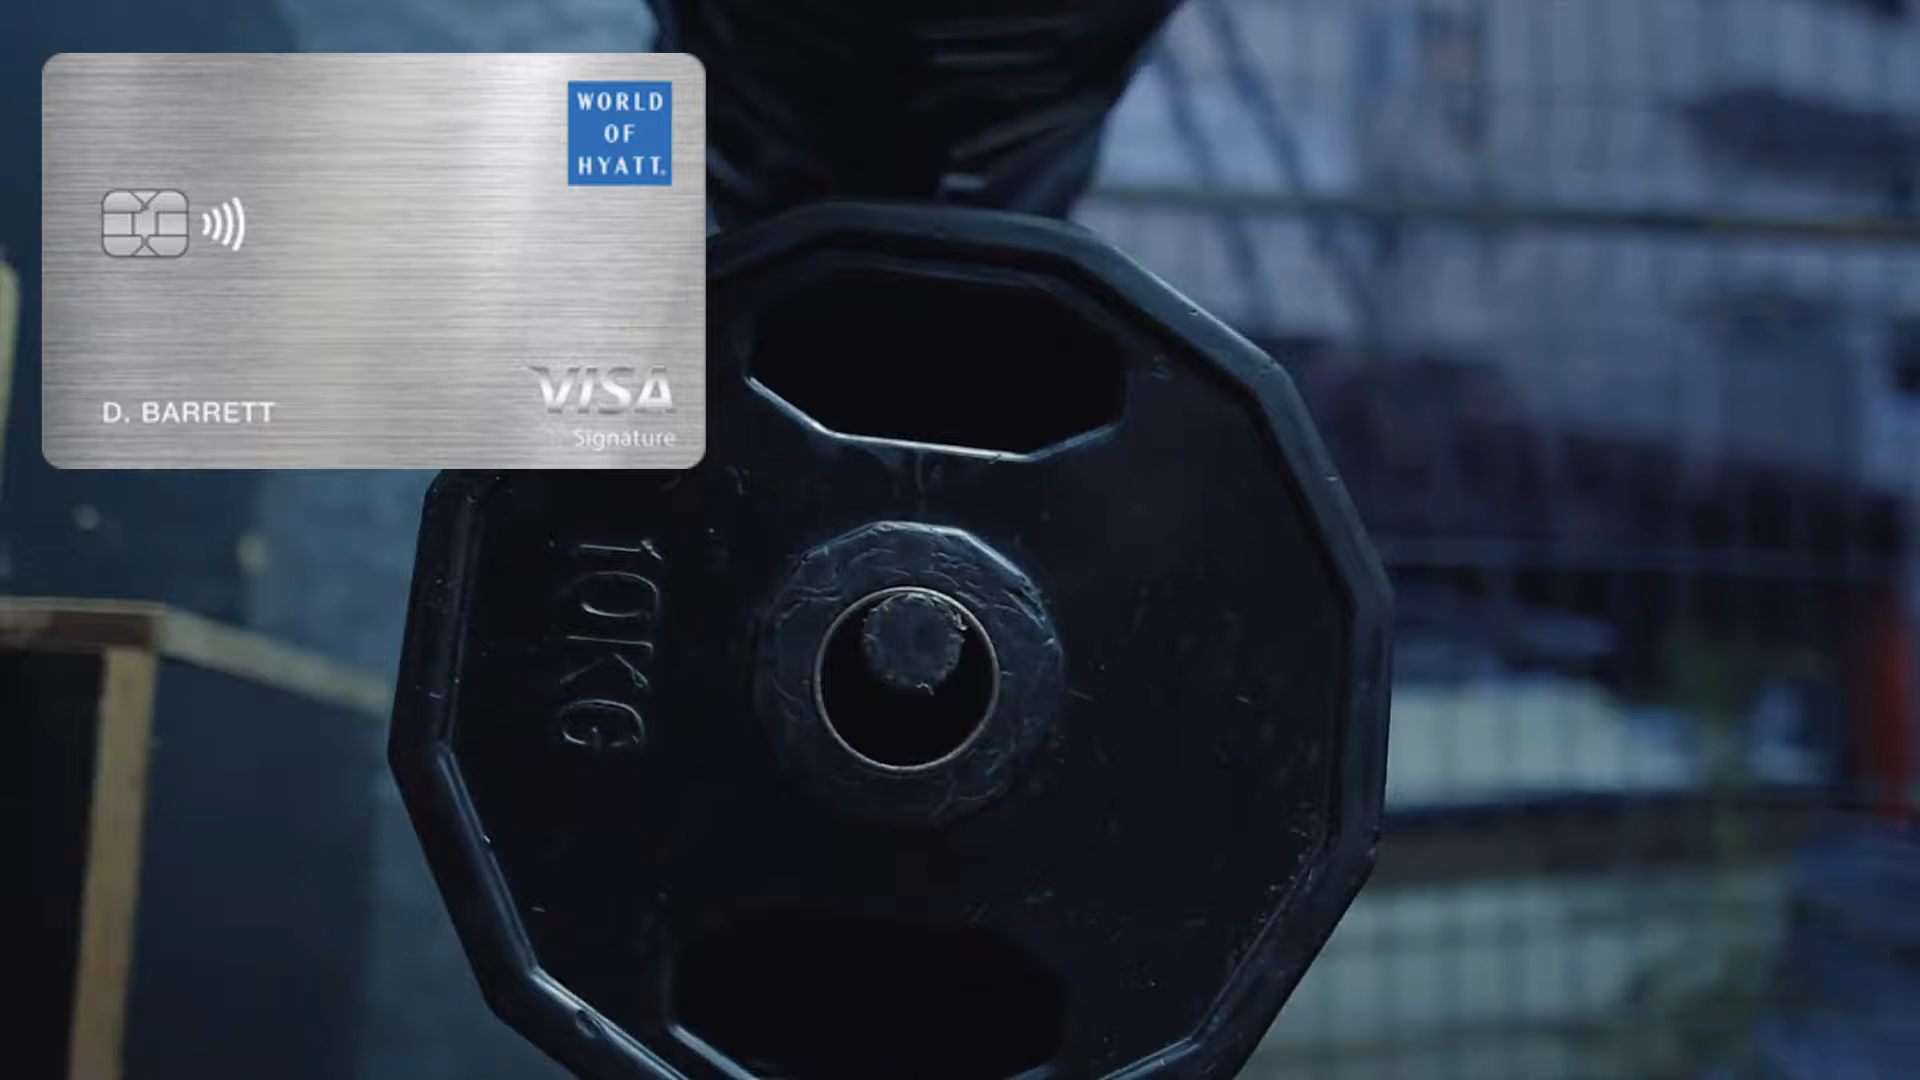 WORLD
OF
HYATT.
D. BARRETT
VISA
Signature
10KG